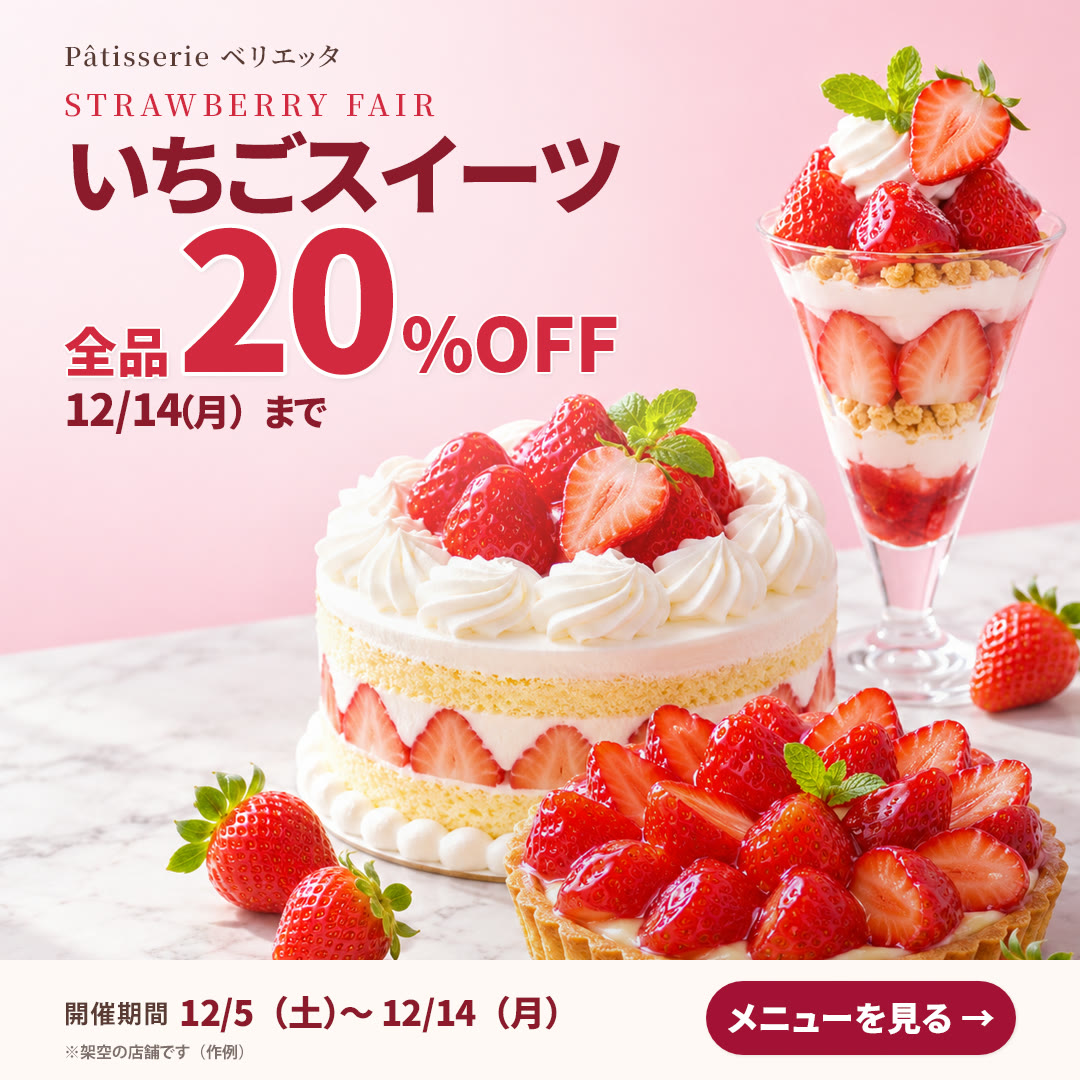 Pâtisserie ベリエッタ
STRAWBERRY FAIR
いちごスイーツ
全品20%OFF
12/14(月)まで
開催期間 12/5(土)〜12/14(月)
※架空の店舗です(作例)
メニューを見る→